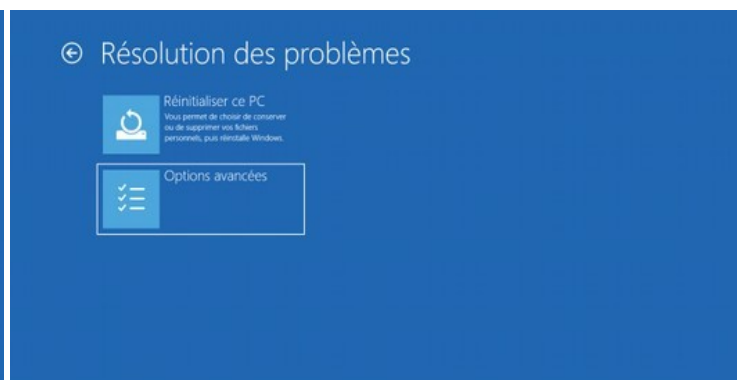 Résolution des problèmes
Réinitialiser ce PC
Vous permet de choisir de conserver
ou de supprimer vos fichiers
personnels, puis réinstalle Windows.
Options avancées